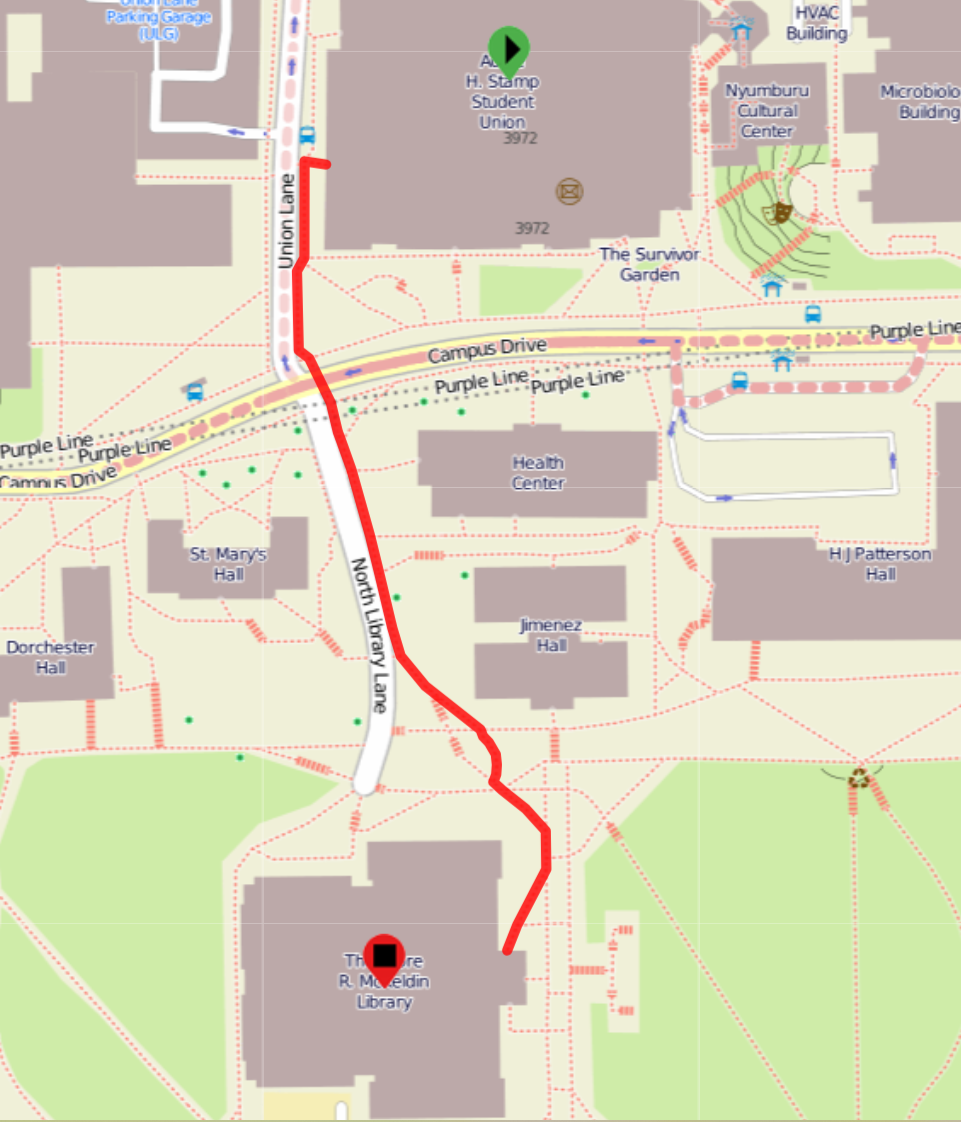 Union Lane
Parking Garage
(ULG)
HVAC
Building
H. Stamp
Student
Union
3972
Nyumburu
Cultural
Center
Building
Union Lane
3972
The Survivor
Garden
Purple Line
Campus Drive
Purple Line
Purple Line
Purple Line
Purple Line
Campus Drive
Health
Center
St. Mary's
Hall
H J Patterson
Hall
North Library Lane
Jimenez
Hall
Dorchester
Hall
R.
Library